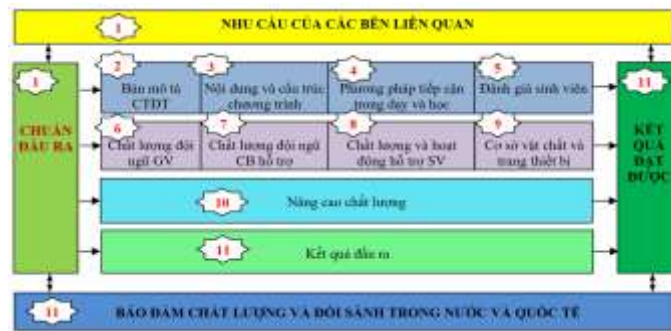 1
NHU CẦU CỦA CÁC BÊN LIÊN QUAN
1
CHUẨN
ĐẦU RA
2
Bản mô tả
CTĐT
3
Nội dung và cấu trúc
chương trình
4
Phương pháp tiếp cận
trong dạy và học
5
Đánh giá sinh viên
6
Chất lượng đội
ngũ GV
7
Chất lượng đội ngũ
CB hỗ trợ
8
Chất lượng và hoạt
động hỗ trợ SV
9
Cơ sở vật chất và
trang thiết bị
10
Nâng cao chất lượng
11
Kết quả đầu ra
11
KẾT
QUẢ
ĐẠT
ĐƯỢC
11
BẢO ĐẢM CHẤT LƯỢNG VÀ ĐỐI SÁNH TRONG NƯỚC VÀ QUỐC TẾ